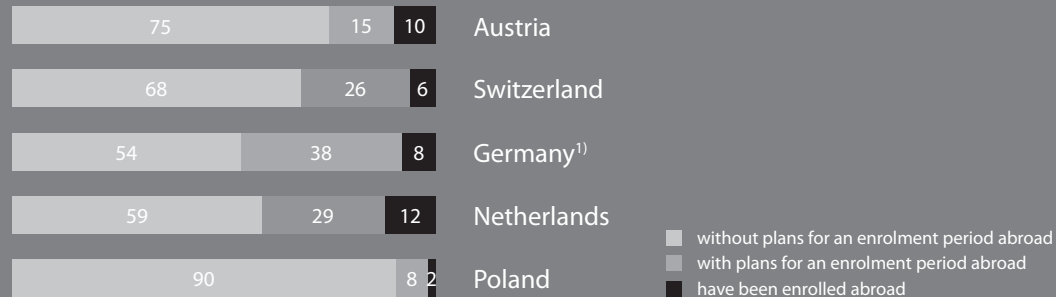 75 15 10 Austria
68 26 6 Switzerland
54 38 8 Germany¹⁾
59 29 12 Netherlands
90 8 2 Poland
without plans for an enrolment period abroad
with plans for an enrolment period abroad
have been enrolled abroad